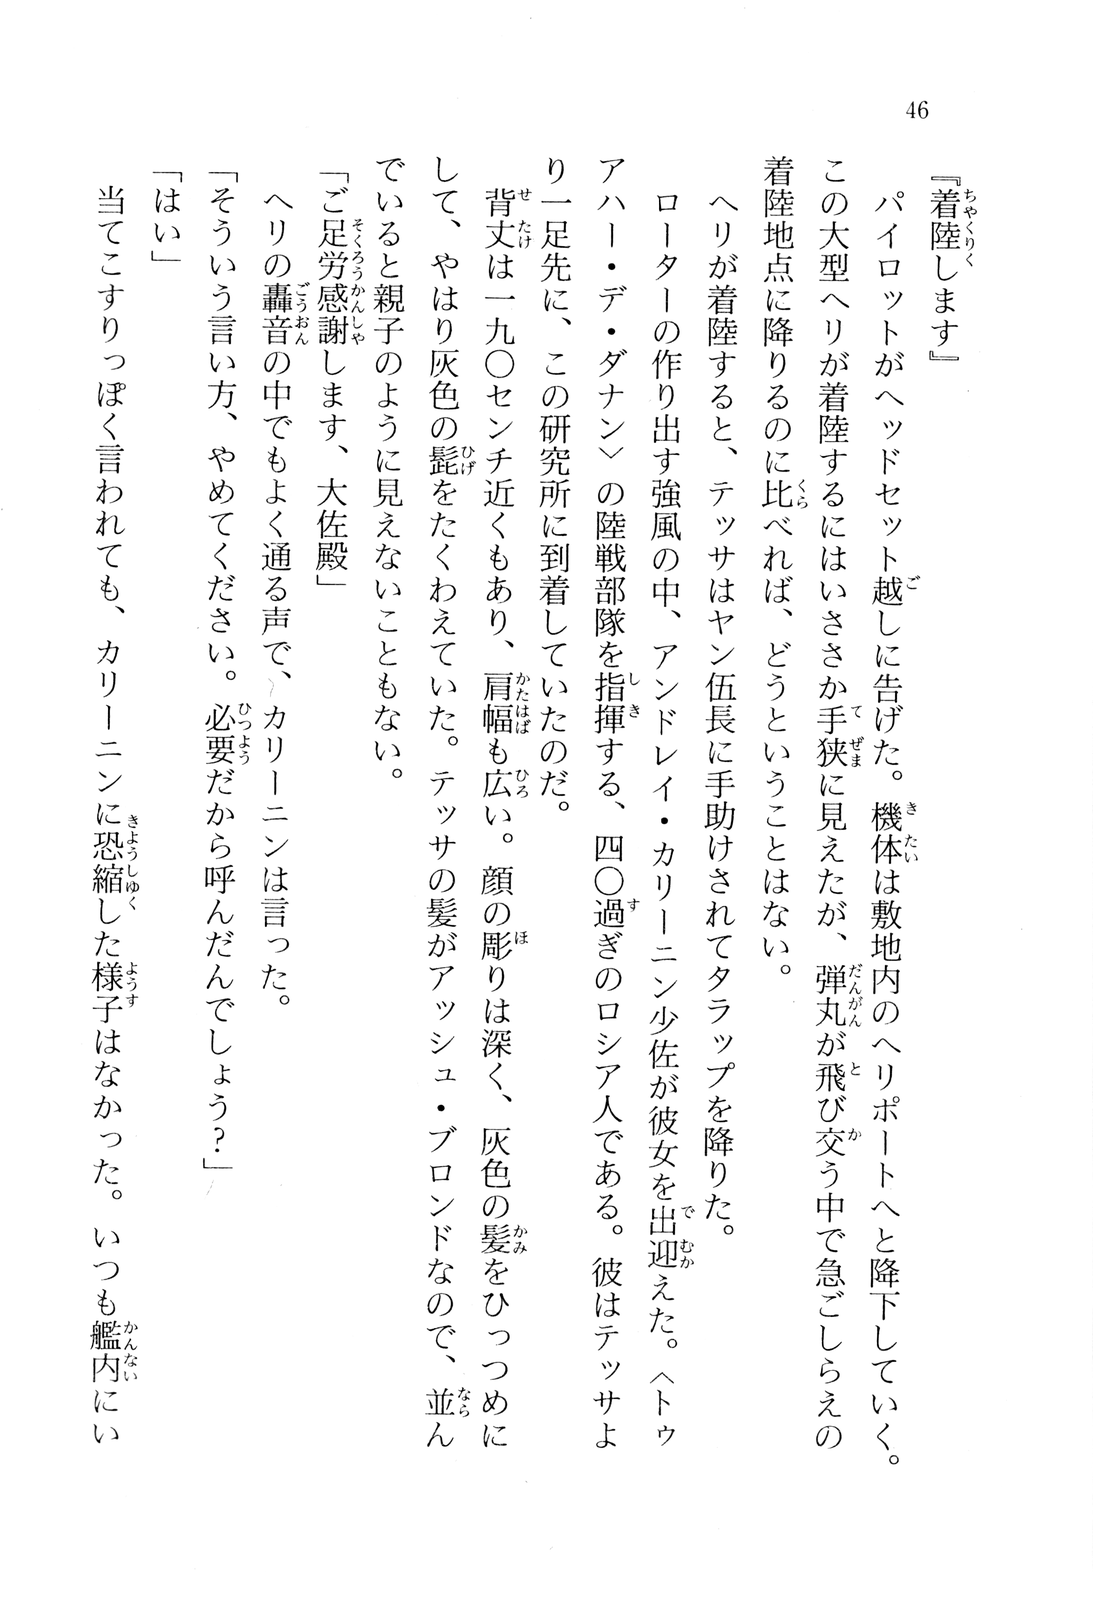 46
『着陸します』
パイロットがヘッドセット越しに告げた。機体は敷地内のヘリポートへと降下していく。
この大型ヘリが着陸するにはいささか手狭に見えたが、弾丸が飛び交う中で急ごしらえの
着陸地点に降りるのに比べれば、どうということはない。
ヘリが着陸すると、テッサはヤン伍長に手助けされてタラップを降りた。
ローターの作り出す強風の中、アンドレイ・カリーニン少佐が彼女を出迎えた。〈トゥ
アハー・デ・ダナン〉の陸戦部隊を指揮する、四〇過ぎのロシア人である。彼はテッサよ
り一足先に、この研究所に到着していたのだ。
背丈は一九〇センチ近くもあり、肩幅も広い。顔の彫りは深く、灰色の髪をひっつめに
して、やはり灰色の髭をたくわえていた。テッサの髪がアッシュ・ブロンドなので、並ん
でいると親子のように見えないこともない。
「ご足労感謝します、大佐殿」
ヘリの轟音の中でもよく通る声で、カリーニンは言った。
「そういう言い方、やめてください。必要だから呼んだんでしょう？」
「はい」
当てこすりっぽく言われても、カリーニンに恐縮した様子はなかった。いつも艦内にい